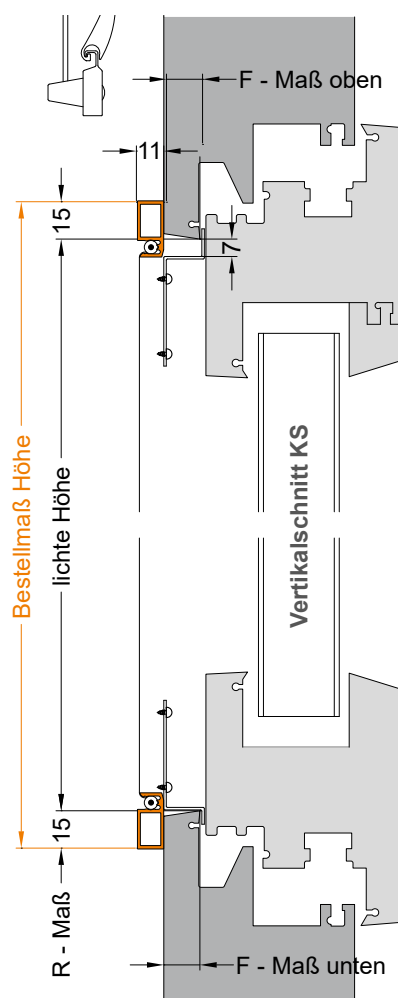 F - Maß oben
11
15
7
Bestellmaß Höhe
lichte Höhe
Vertikalschnitt KS
15
R - Maß
F - Maß unten